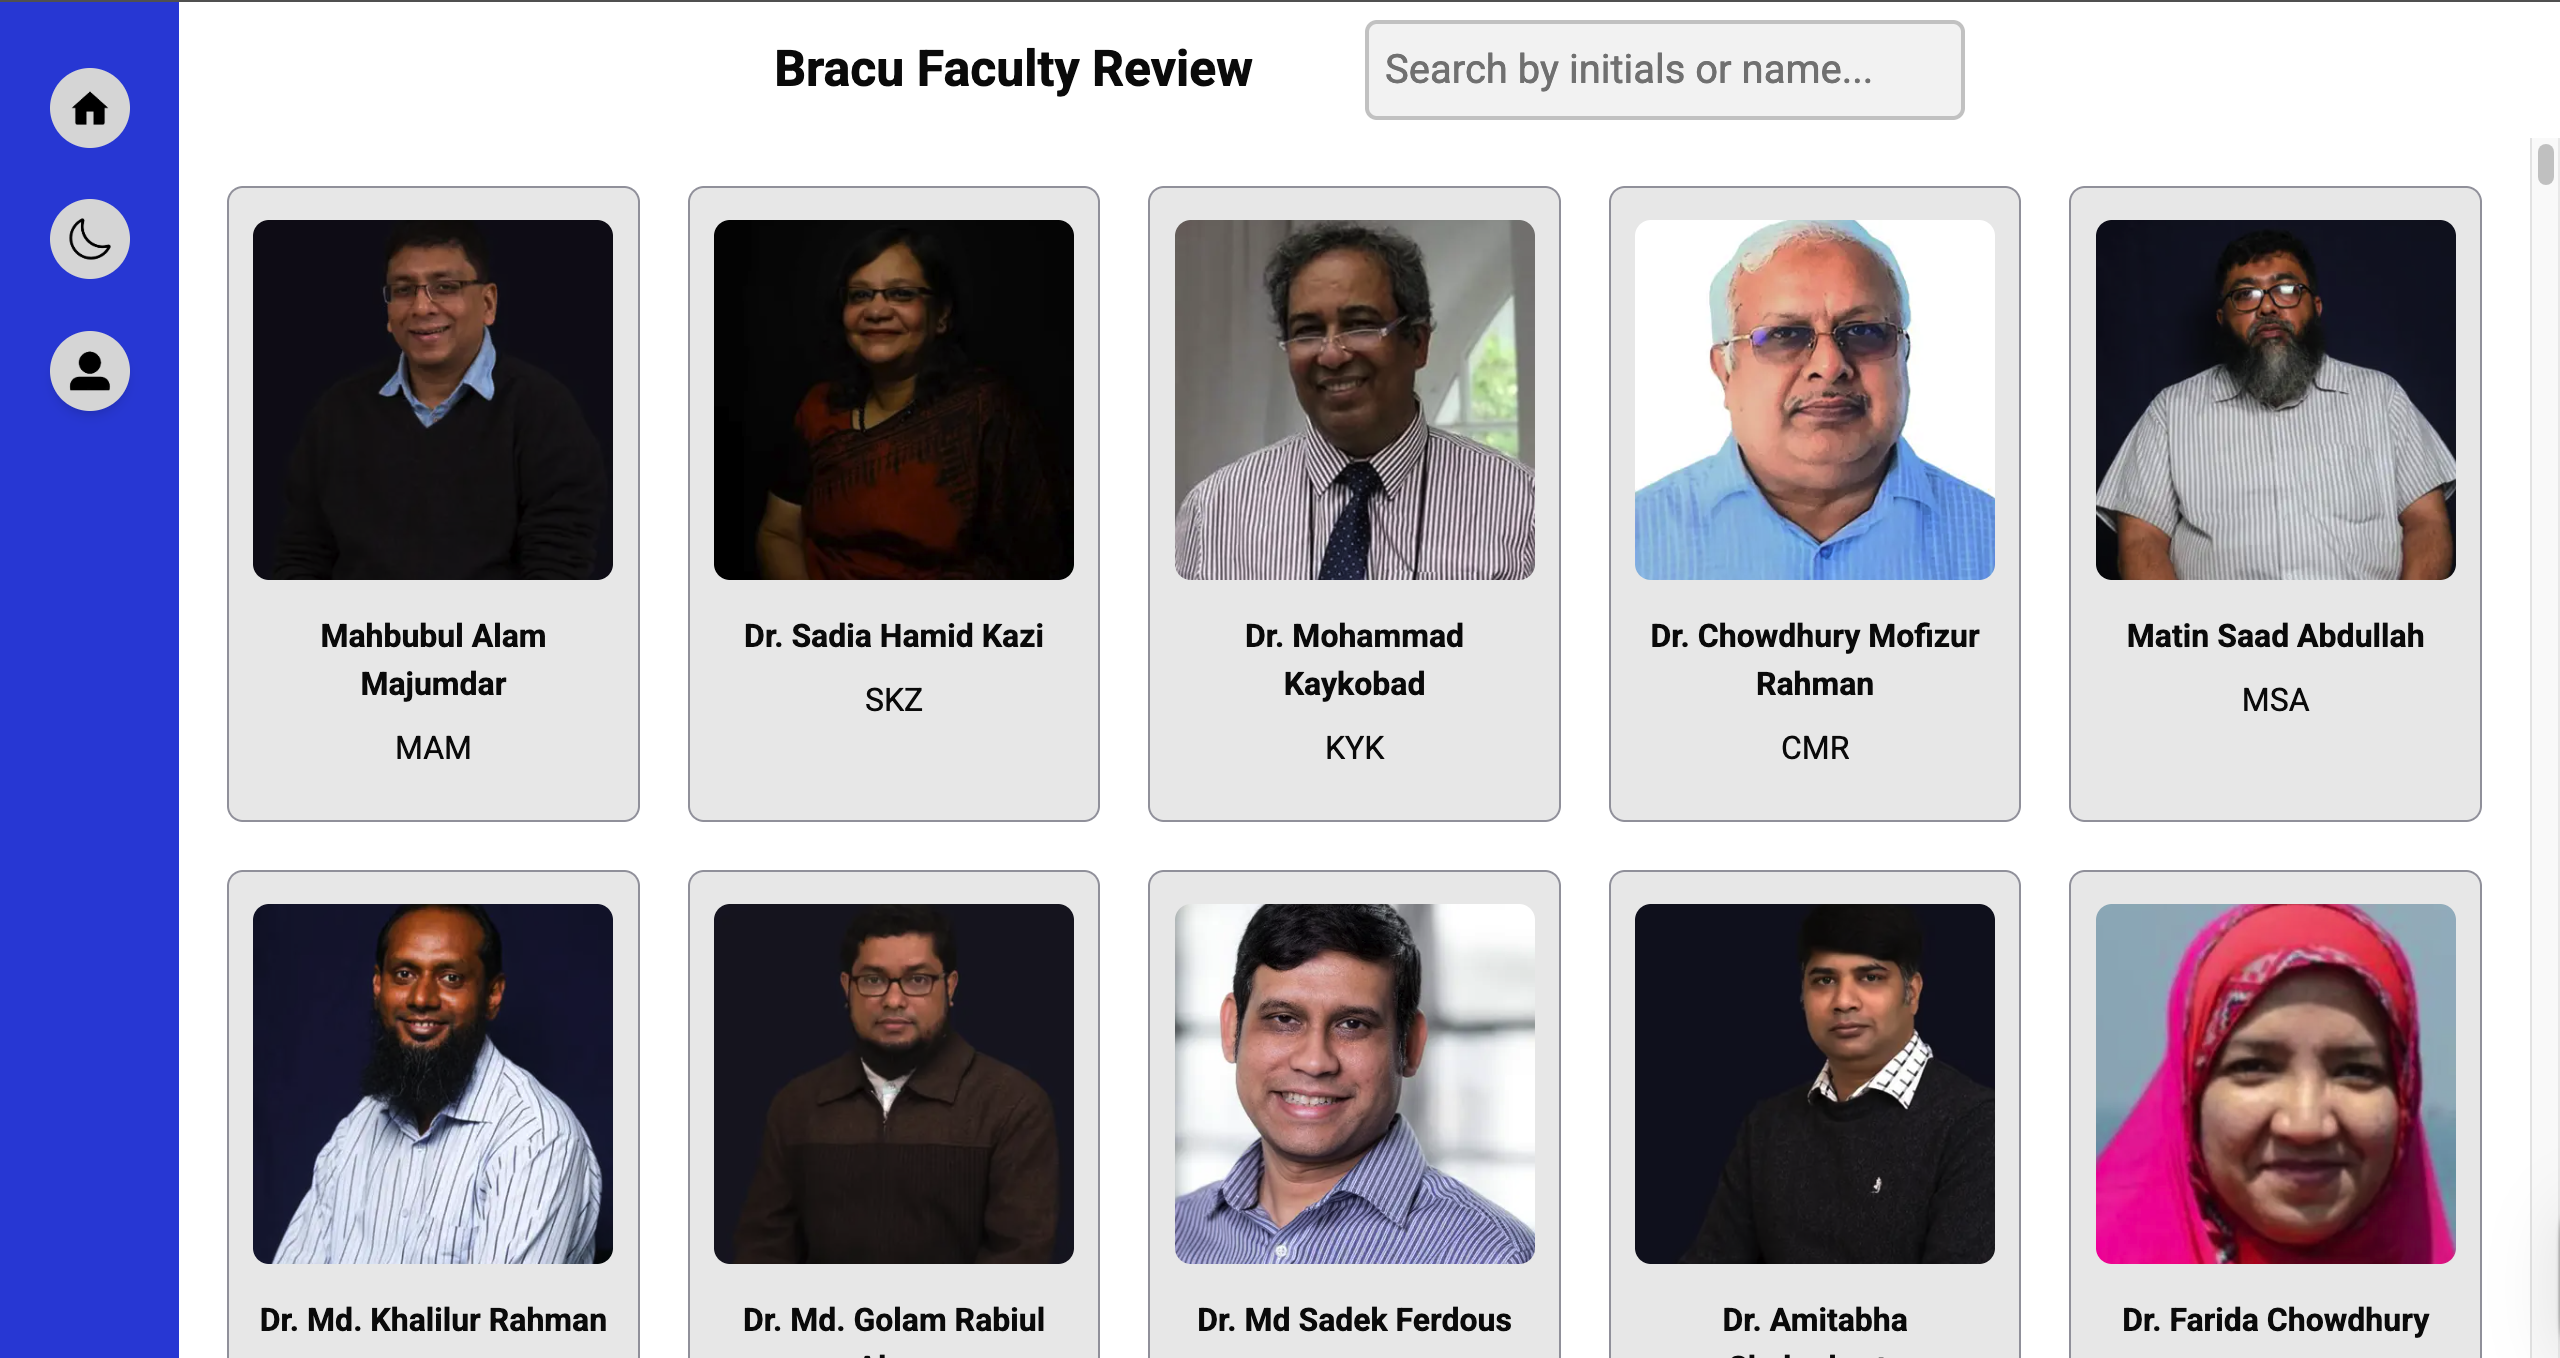 Bracu Faculty Review
Search by initials or name...
Mahbubul Alam
Majumdar
MAM
Dr. Sadia Hamid Kazi
SKZ
Dr. Mohammad
Kaykobad
KYK
Dr. Chowdhury Mofizur
Rahman
CMR
Matin Saad Abdullah
MSA
Dr. Md. Khalilur Rahman
Dr. Md. Golam Rabiul
Dr. Md Sadek Ferdous
Dr. Amitabha
Dr. Farida Chowdhury